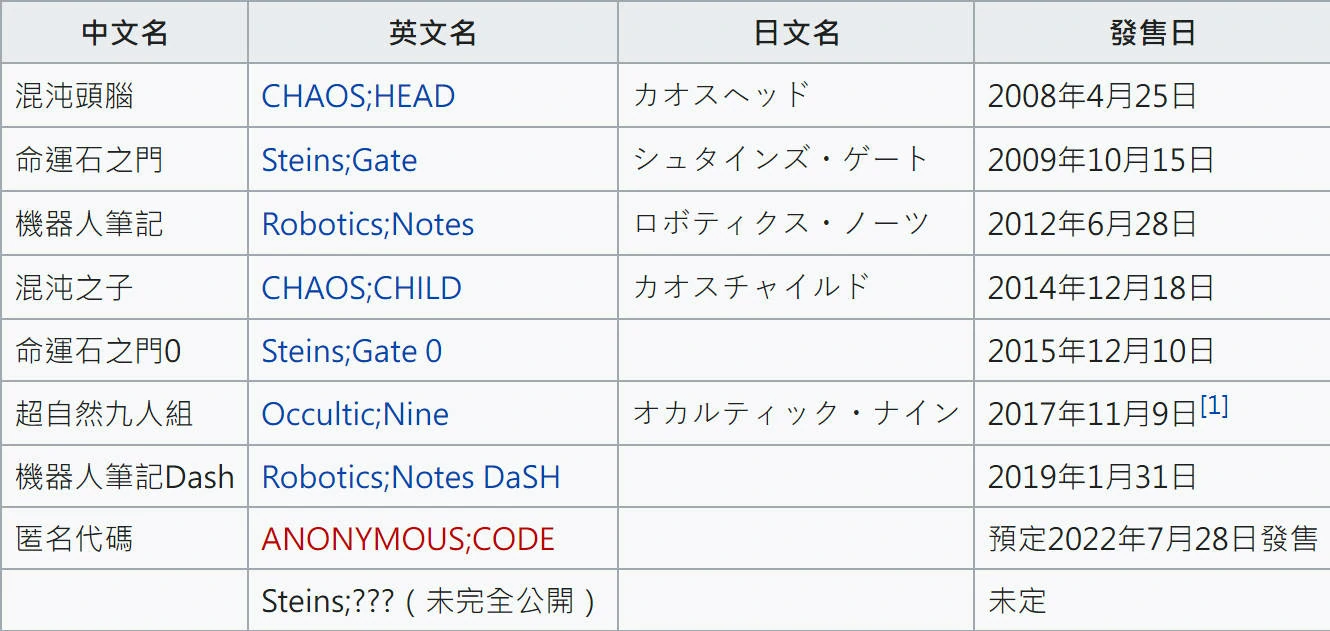 中文名 英文名 日文名 發售日
混沌頭腦 CHAOS;HEAD カオスヘッド 2008年4月25日
命運石之門 Steins;Gate シュタインズ・ゲート 2009年10月15日
機器人筆記 Robotics;Notes ロボティクス・ノーツ 2012年6月28日
混沌之子 CHAOS;CHILD カオスチャイルド 2014年12月18日
命運石之門0 Steins;Gate 0 2015年12月10日
超自然九人組 Occultic;Nine オカルティック・ナイン 2017年11月9日[1]
機器人筆記Dash Robotics;Notes DaSH 2019年1月31日
匿名代碼 ANONYMOUS;CODE 預定2022年7月28日發售
Steins;???（未完全公開） 未定